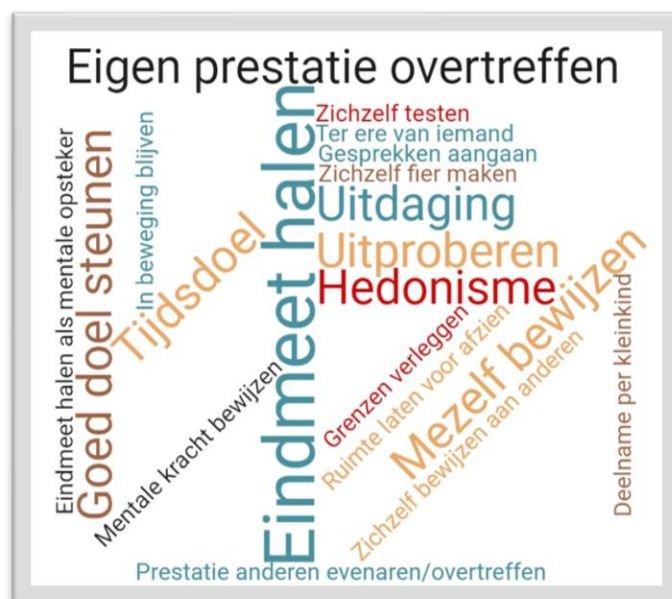 Eigen prestatie overtreffen
Eindmeet halen als mentale opsteker
Goed doel steunen
In beweging blijven
Tijdsdoel
Mentale kracht bewijzen
Eindmeet halen
Zichzelf testen
Ter ere van iemand
Gesprekken aangaan
Zichzelf fier maken
Uitdaging
Uitproberen
Hedonisme
Grenzen verleggen
Ruimte laten voor afzien
Mezelf bewijzen
Zichzelf bewijzen aan anderen
Deelname per kleinkind
Prestatie anderen evenaren/overtreffen